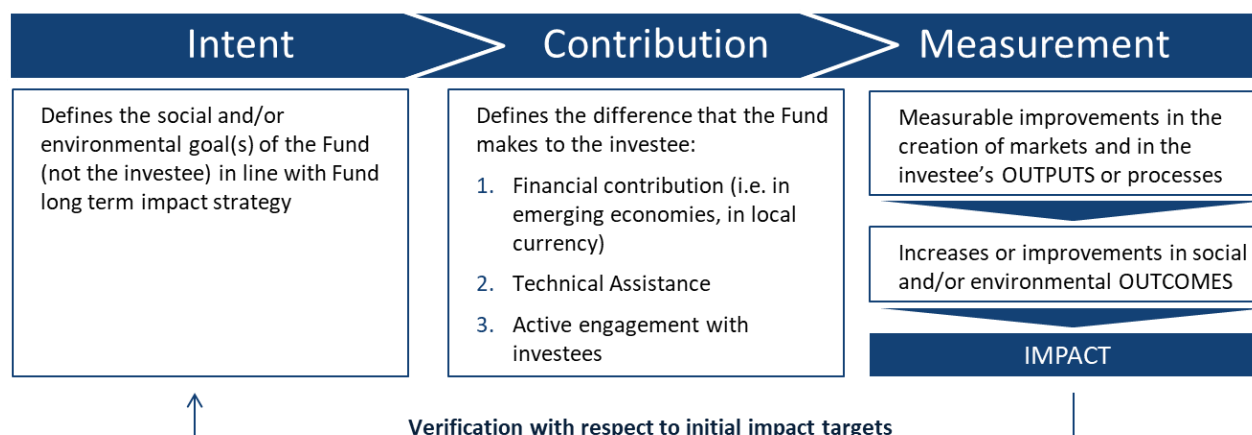 Intent
Contribution
Measurement
Defines the social and/or
environmental goal(s) of the Fund
(not the investee) in line with Fund
long term impact strategy
Defines the difference that the Fund
makes to the investee:
1. Financial contribution (i.e. in
emerging economies, in local
currency)
2. Technical Assistance
3. Active engagement with
investees
Measurable improvements in the
creation of markets and in the
investee’s OUTPUTS or processes
Increases or improvements in social
and/or environmental OUTCOMES
IMPACT
Verification with respect to initial impact targets